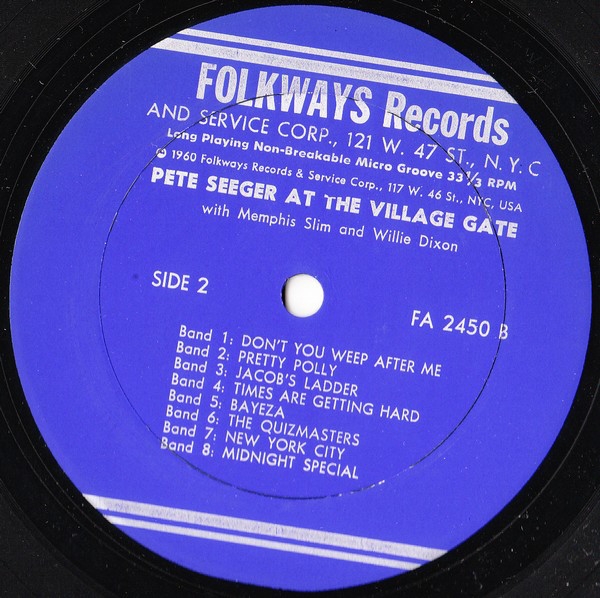 FOLKWAYS Records
AND SERVICE CORP., 121 W. 47 ST., N.Y.C
Long Playing Non-Breakable Micro Groove 33⅓ RPM
℗ 1960 Folkways Records & Service Corp., 117 W. 46 St., NYC, USA
PETE SEEGER AT THE VILLAGE GATE
with Memphis Slim and Willie Dixon
SIDE 2
FA 2450 B
Band 1: DON'T YOU WEEP AFTER ME
Band 2: PRETTY POLLY
Band 3: JACOB'S LADDER
Band 4: TIMES ARE GETTING HARD
Band 5: BAYEZA
Band 6: THE QUIZMASTERS
Band 7: NEW YORK CITY
Band 8: MIDNIGHT SPECIAL